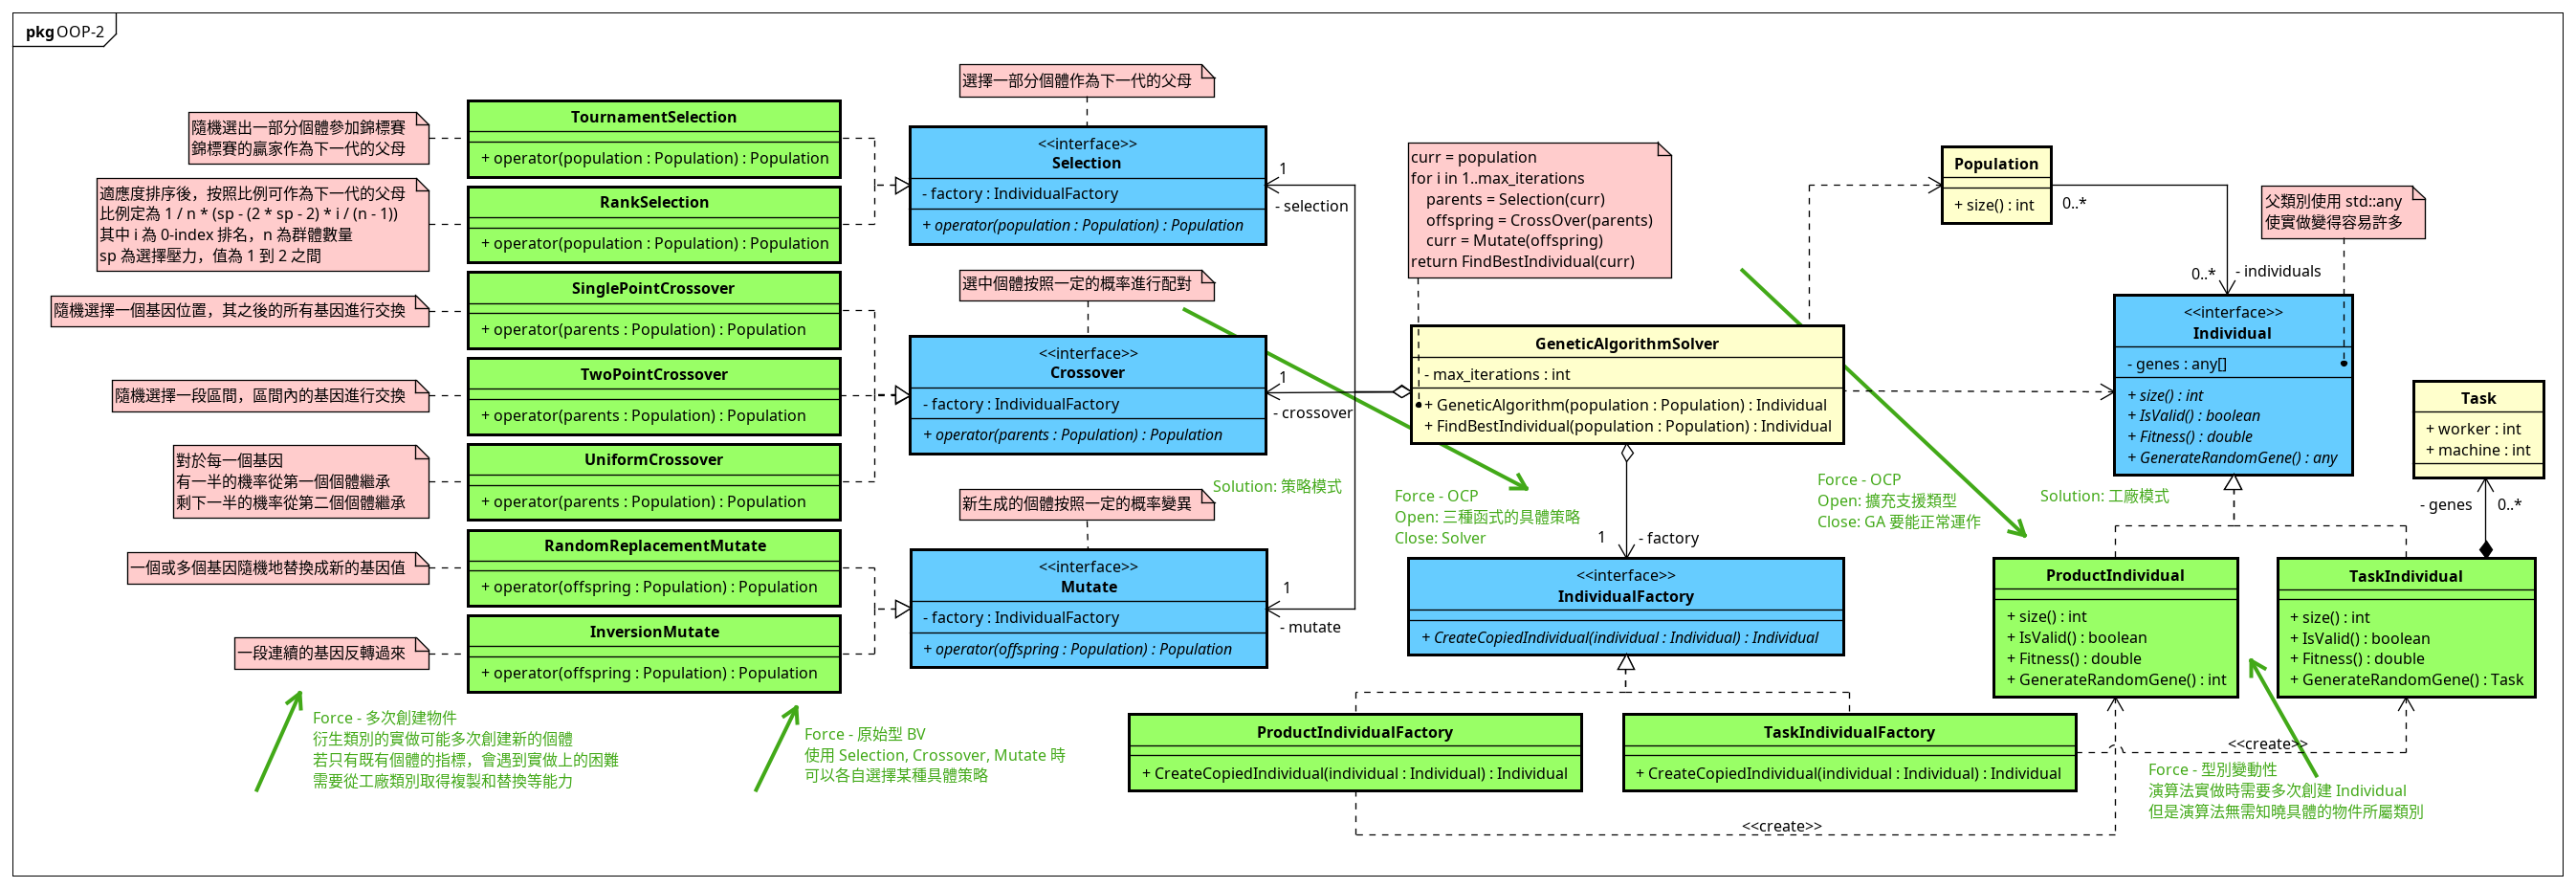 pkg OOP-2
選擇一部分個體作為下一代的父母
隨機選出一部分個體參加錦標賽
錦標賽的贏家作為下一代的父母
適應度排序後，按照比例可作為下一代的父母
比例定為 1 / n * (sp - (2 * sp - 2) * i / (n - 1))
其中 i 為 0-index 排名，n 為群體數量
sp 為選擇壓力，值為 1 到 2 之間
隨機選擇一個基因位置，其之後的所有基因進行交換
隨機選擇一段區間，區間內的基因進行交換
對於每一個基因
有一半的機率從第一個個體繼承
剩下一半的機率從第二個個體繼承
一個或多個基因隨機地替換成新的基因值
一段連續的基因反轉過來
TournamentSelection
+ operator(population : Population) : Population
RankSelection
+ operator(population : Population) : Population
SinglePointCrossover
+ operator(parents : Population) : Population
TwoPointCrossover
+ operator(parents : Population) : Population
UniformCrossover
+ operator(parents : Population) : Population
RandomReplacementMutate
+ operator(offspring : Population) : Population
InversionMutate
+ operator(offspring : Population) : Population
<<interface>>
Selection
- factory : IndividualFactory
+ operator(population : Population) : Population
選中個體按照一定的概率進行配對
<<interface>>
Crossover
- factory : IndividualFactory
+ operator(parents : Population) : Population
新生成的個體按照一定的概率變異
<<interface>>
Mutate
- factory : IndividualFactory
+ operator(offspring : Population) : Population
1
- selection
1
- crossover
1
- mutate
Solution: 策略模式
curr = population
for i in 1..max_iterations
parents = Selection(curr)
offspring = CrossOver(parents)
curr = Mutate(offspring)
return FindBestIndividual(curr)
GeneticAlgorithmSolver
- max_iterations : int
+ GeneticAlgorithm(population : Population) : Individual
+ FindBestIndividual(population : Population) : Individual
Force - OCP
Open: 三種函式的具體策略
Close: Solver
1
- factory
Force - OCP
Open: 擴充支援類型
Close: GA 要能正常運作
Solution: 工廠模式
<<interface>>
IndividualFactory
+ CreateCopiedIndividual(individual : Individual) : Individual
ProductIndividualFactory
+ CreateCopiedIndividual(individual : Individual) : Individual
TaskIndividualFactory
+ CreateCopiedIndividual(individual : Individual) : Individual
Population
+ size() : int
0..*
0..*
- individuals
父類別使用 std::any
使實做變得容易許多
<<interface>>
Individual
- genes : any[]
+ size() : int
+ IsValid() : boolean
+ Fitness() : double
+ GenerateRandomGene() : any
Task
+ worker : int
+ machine : int
- genes
0..*
ProductIndividual
+ size() : int
+ IsValid() : boolean
+ Fitness() : double
+ GenerateRandomGene() : int
TaskIndividual
+ size() : int
+ IsValid() : boolean
+ Fitness() : double
+ GenerateRandomGene() : Task
<<create>>
<<create>>
Force - 多次創建物件
衍生類別的實做可能多次創建新的個體
若只有既有個體的指標，會遇到實做上的困難
需要從工廠類別取得複製和替換等能力
Force - 原始型 BV
使用 Selection, Crossover, Mutate 時
可以各自選擇某種具體策略
Force - 型別變動性
演算法實做時需要多次創建 Individual
但是演算法無需知曉具體的物件所屬類別